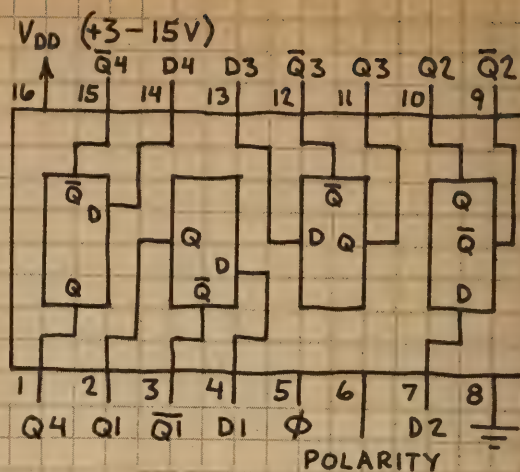 V_DD (+3-15V)
Q̅4 D4 D3 Q̅3 Q3 Q2 Q̅2
16 15 14 13 12 11 10 9
Q̅ Q̅ Q
D Q D Q Q̅
D
Q Q̅ D
1 2 3 4 5 6 7 8
Q4 Q1 Q̅1 D1 Φ D2
POLARITY